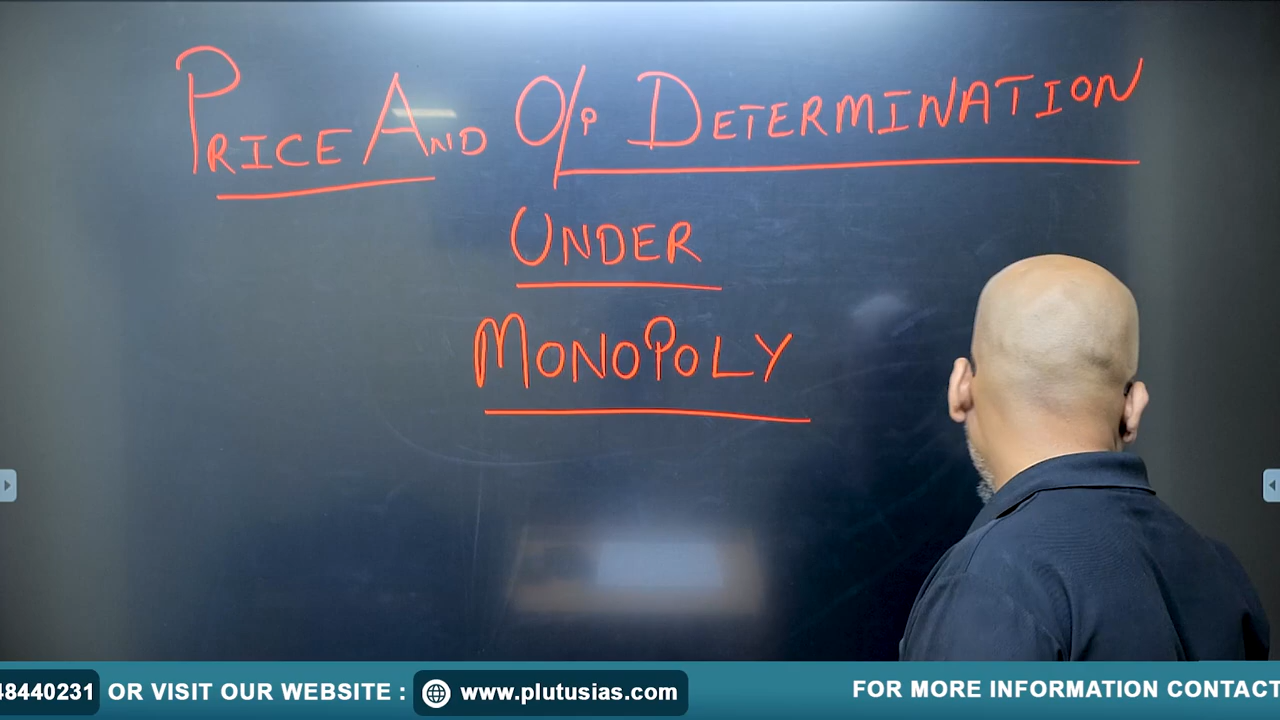 PRICE AND O/P DETERMINATION
UNDER
MONOPOLY
48440231 OR VISIT OUR WEBSITE : www.plutusias.com FOR MORE INFORMATION CONTACT